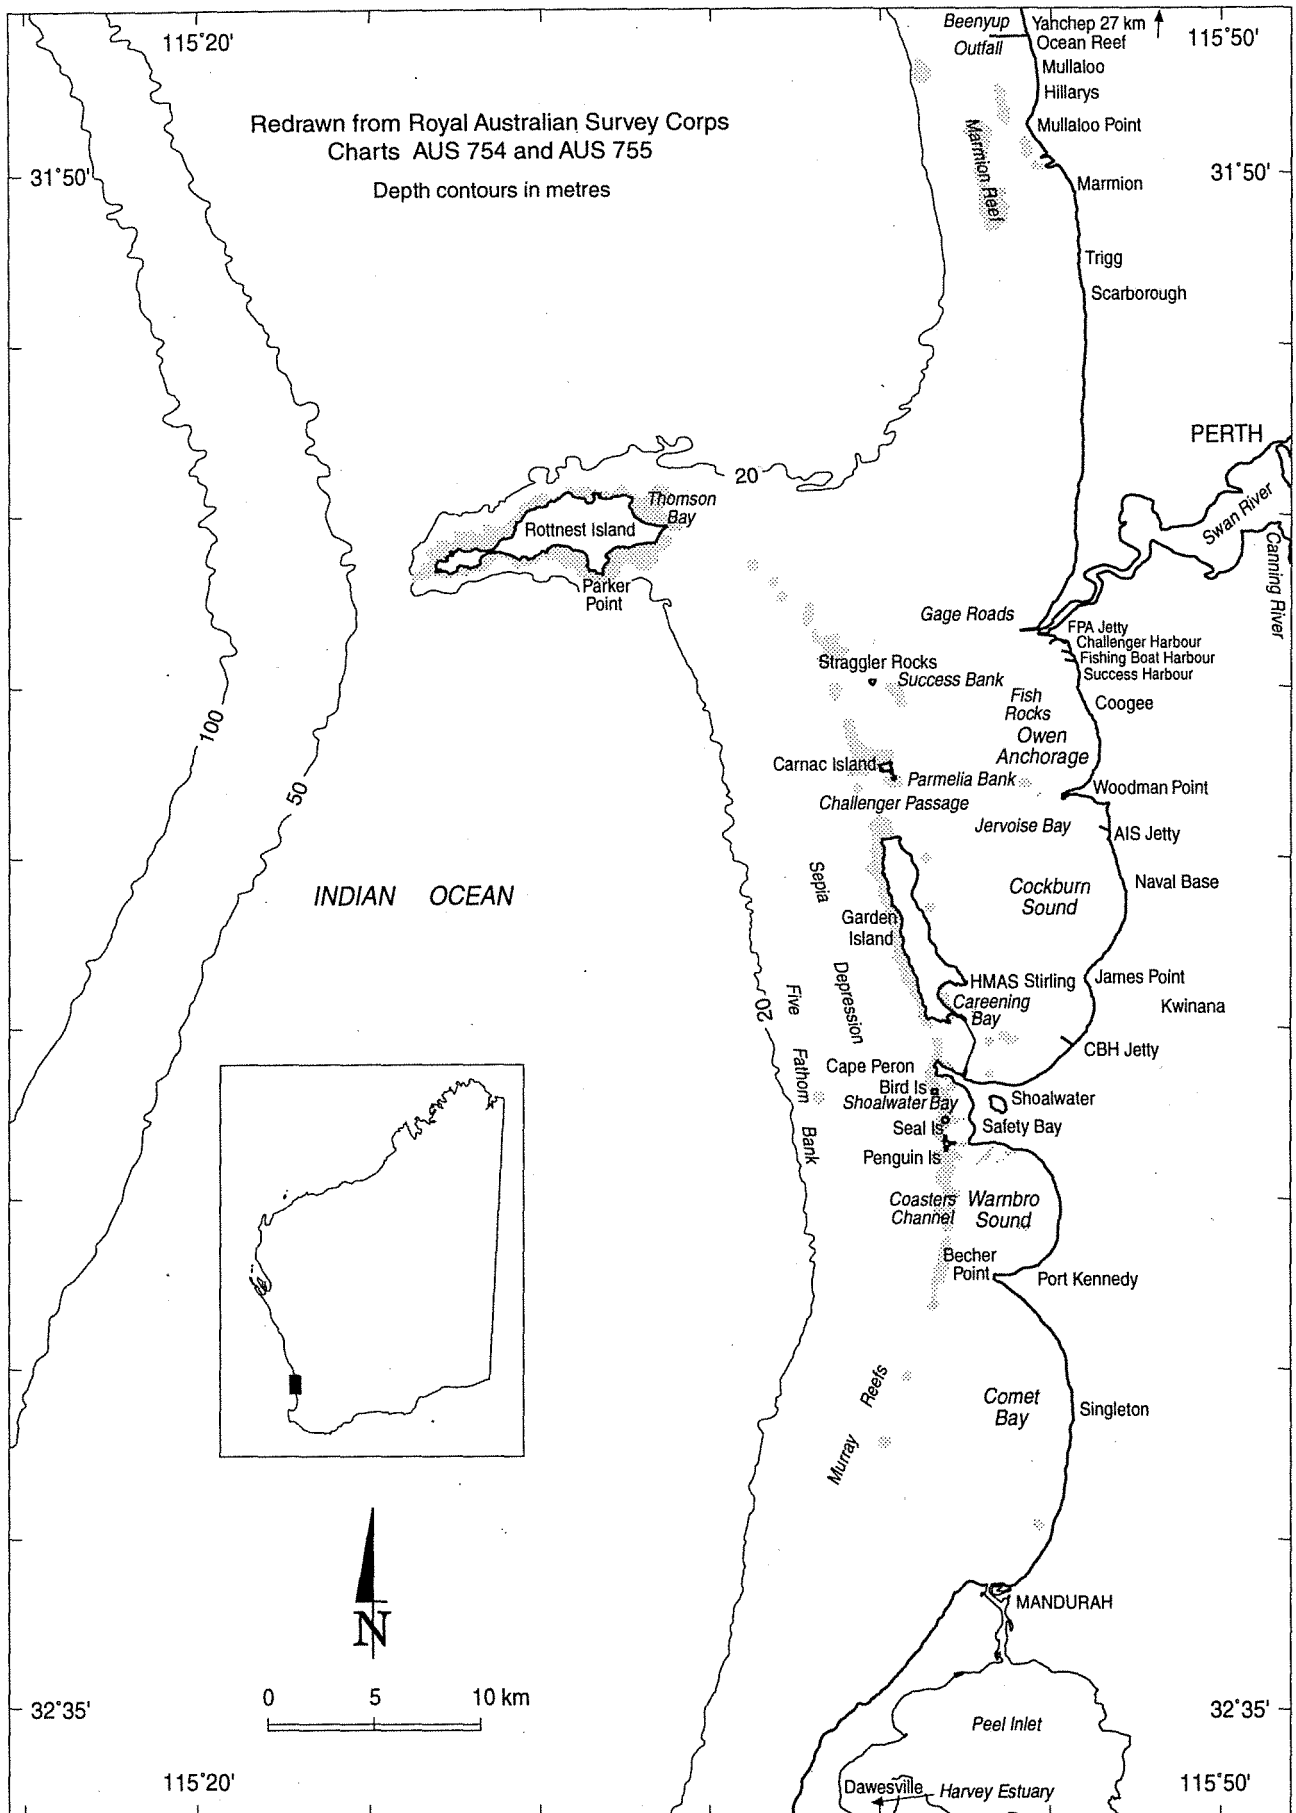 115°20'
Beenyup
Outfall
Yanchep 27 km
Ocean Reef
115°50'
Mullaloo
Hillarys
Mullaloo Point
Redrawn from Royal Australian Survey Corps
Charts AUS 754 and AUS 755
Depth contours in metres
Marmion Reef
31°50'
31°50'
Marmion
Trigg
Scarborough
PERTH
20
Thomson
Bay
Rottnest Island
Swan River
Canning River
Parker
Point
Gage Roads
FPA Jetty
Challenger Harbour
Fishing Boat Harbour
Success Harbour
Straggler Rocks
Success Bank
Fish
Rocks
Coogee
Owen
Anchorage
100
50
Carnac Island
Parmelia Bank
Woodman Point
Challenger Passage
Jervoise Bay
AIS Jetty
Sepia
Depression
Cockburn
Sound
Naval Base
INDIAN OCEAN
Garden
Island
HMAS Stirling
James Point
Careening
Bay
Kwinana
20
Five
Fathom
Bank
CBH Jetty
Cape Peron
Bird Is
Shoalwater
Shoalwater Bay
Seal Is
Safety Bay
Penguin Is
Coasters
Channel
Warnbro
Sound
Becher
Point
Port Kennedy
Murray Reefs
Comet
Bay
Singleton
N
MANDURAH
0 5 10 km
32°35'
32°35'
Peel Inlet
115°20'
Dawesville
Harvey Estuary
115°50'